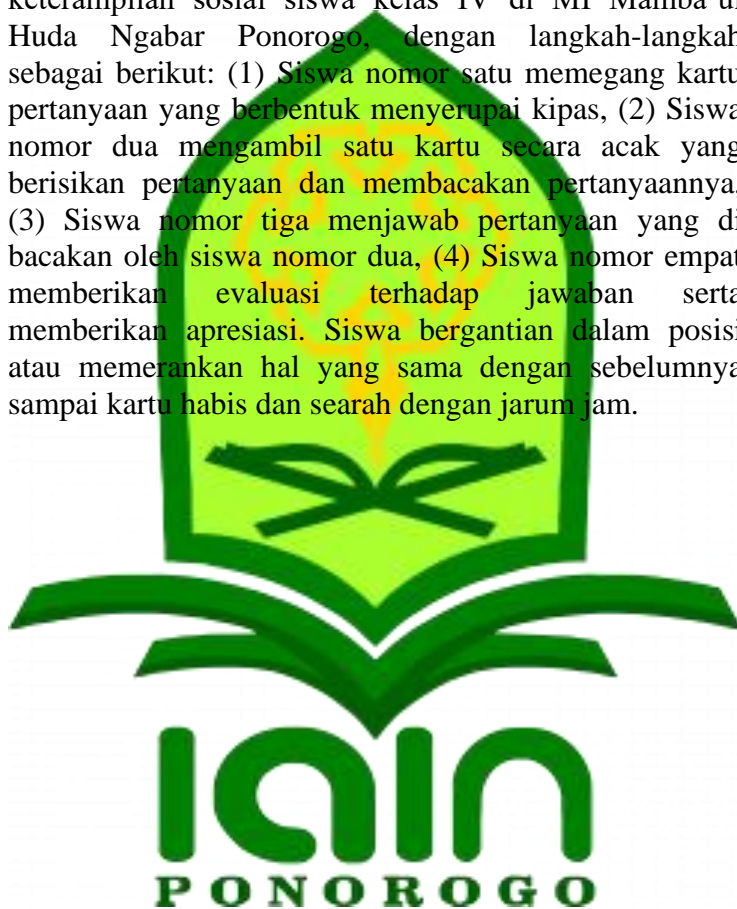 keterampilan sosial siswa kelas IV di MI Mamba'ul
Huda Ngabar Ponorogo, dengan langkah-langkah
sebagai berikut: (1) Siswa nomor satu memegang kartu
pertanyaan yang berbentuk menyerupai kipas, (2) Siswa
nomor dua mengambil satu kartu secara acak yang
berisikan pertanyaan dan membacakan pertanyaannya,
(3) Siswa nomor tiga menjawab pertanyaan yang di
bacakan oleh siswa nomor dua, (4) Siswa nomor empat
memberikan evaluasi terhadap jawaban serta
memberikan apresiasi. Siswa bergantian dalam posisi
atau memerankan hal yang sama dengan sebelumnya
sampai kartu habis dan searah dengan jarum jam.
iain
PONOROGO